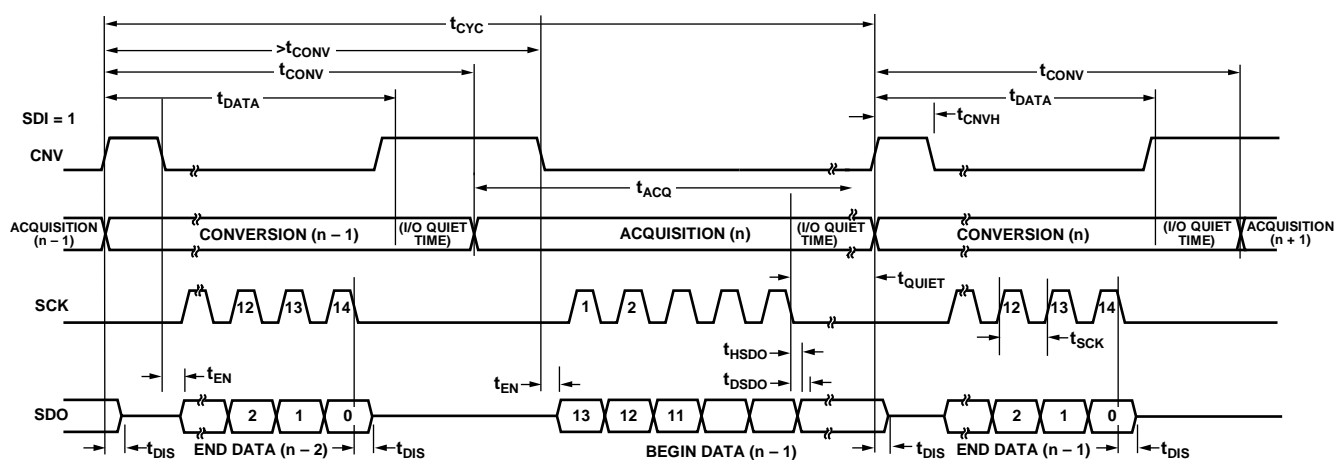 tCYC
>tCONV
tCONV
tCONV
tDATA
tDATA
SDI = 1
tCNVH
CNV
tACQ
ACQUISITION
(n – 1)
CONVERSION (n – 1)
(I/O QUIET
TIME)
ACQUISITION (n)
(I/O QUIET
TIME)
CONVERSION (n)
(I/O QUIET
TIME)
ACQUISITION
(n + 1)
tQUIET
SCK
12 13 14
1 2
12 13 14
tHSDO
tSCK
tEN
tEN
tDSDO
SDO
2 1 0
13 12 11
2 1 0
tDIS
END DATA (n – 2)
tDIS
BEGIN DATA (n – 1)
tDIS
END DATA (n – 1)
tDIS